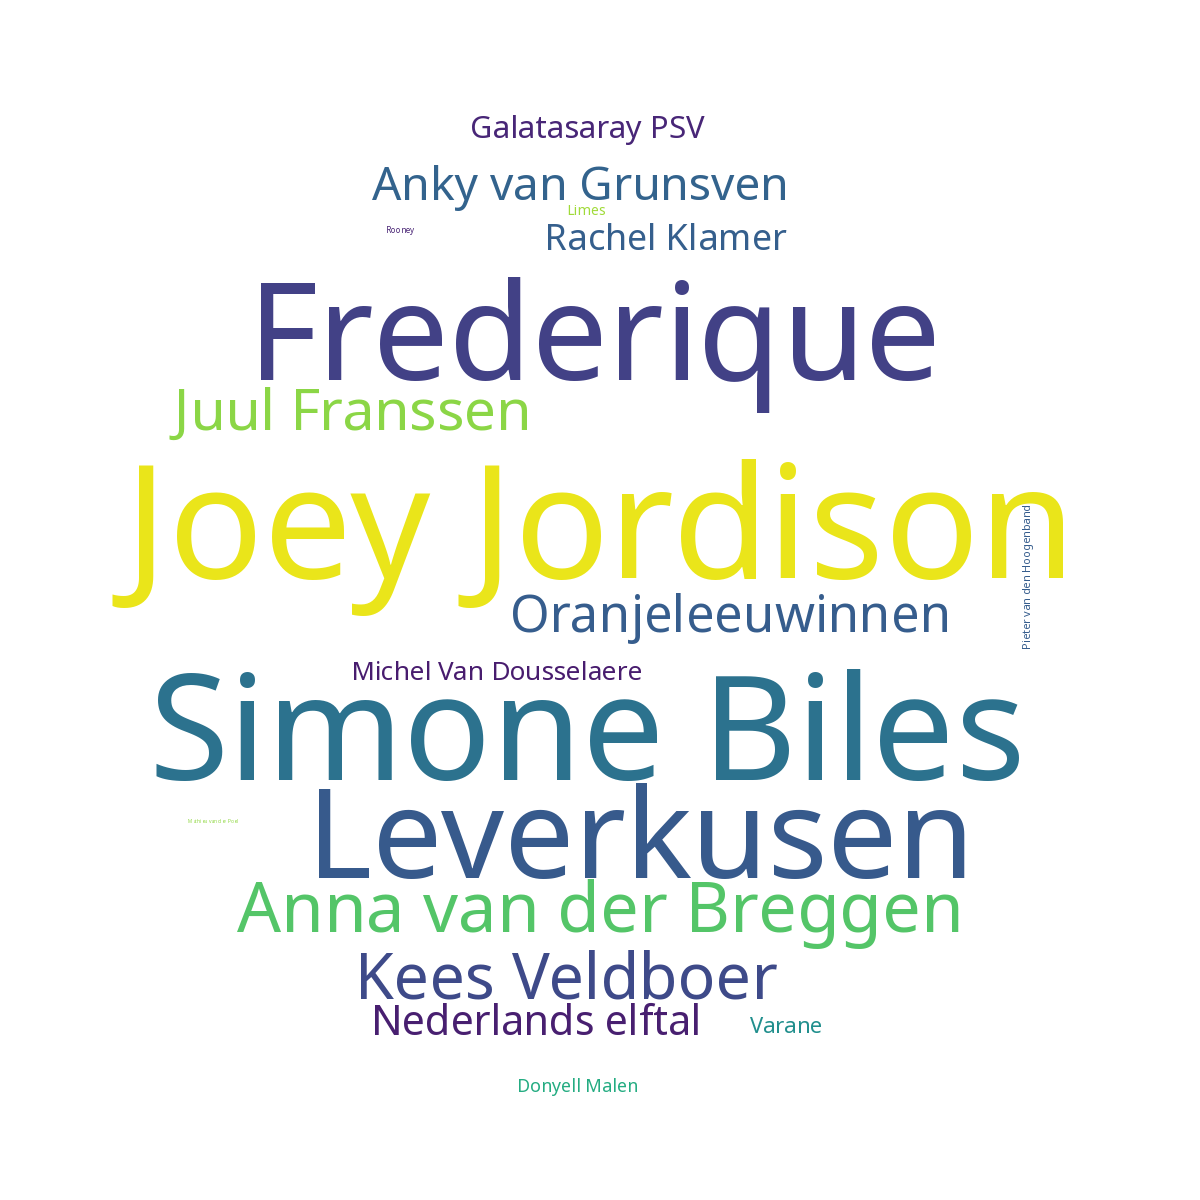 Galatasaray PSV
Anky van Grunsven
Limes
Rooney
Rachel Klamer
Frederique
Juul Franssen
Joey Jordison
Pieter van den Hoogenband
Oranjeleeuwinnen
Michel Van Dousselaere
Simone Biles
Leverkusen
Mathieu van der Poel
Anna van der Breggen
Kees Veldboer
Nederlands elftal
Varane
Donyell Malen